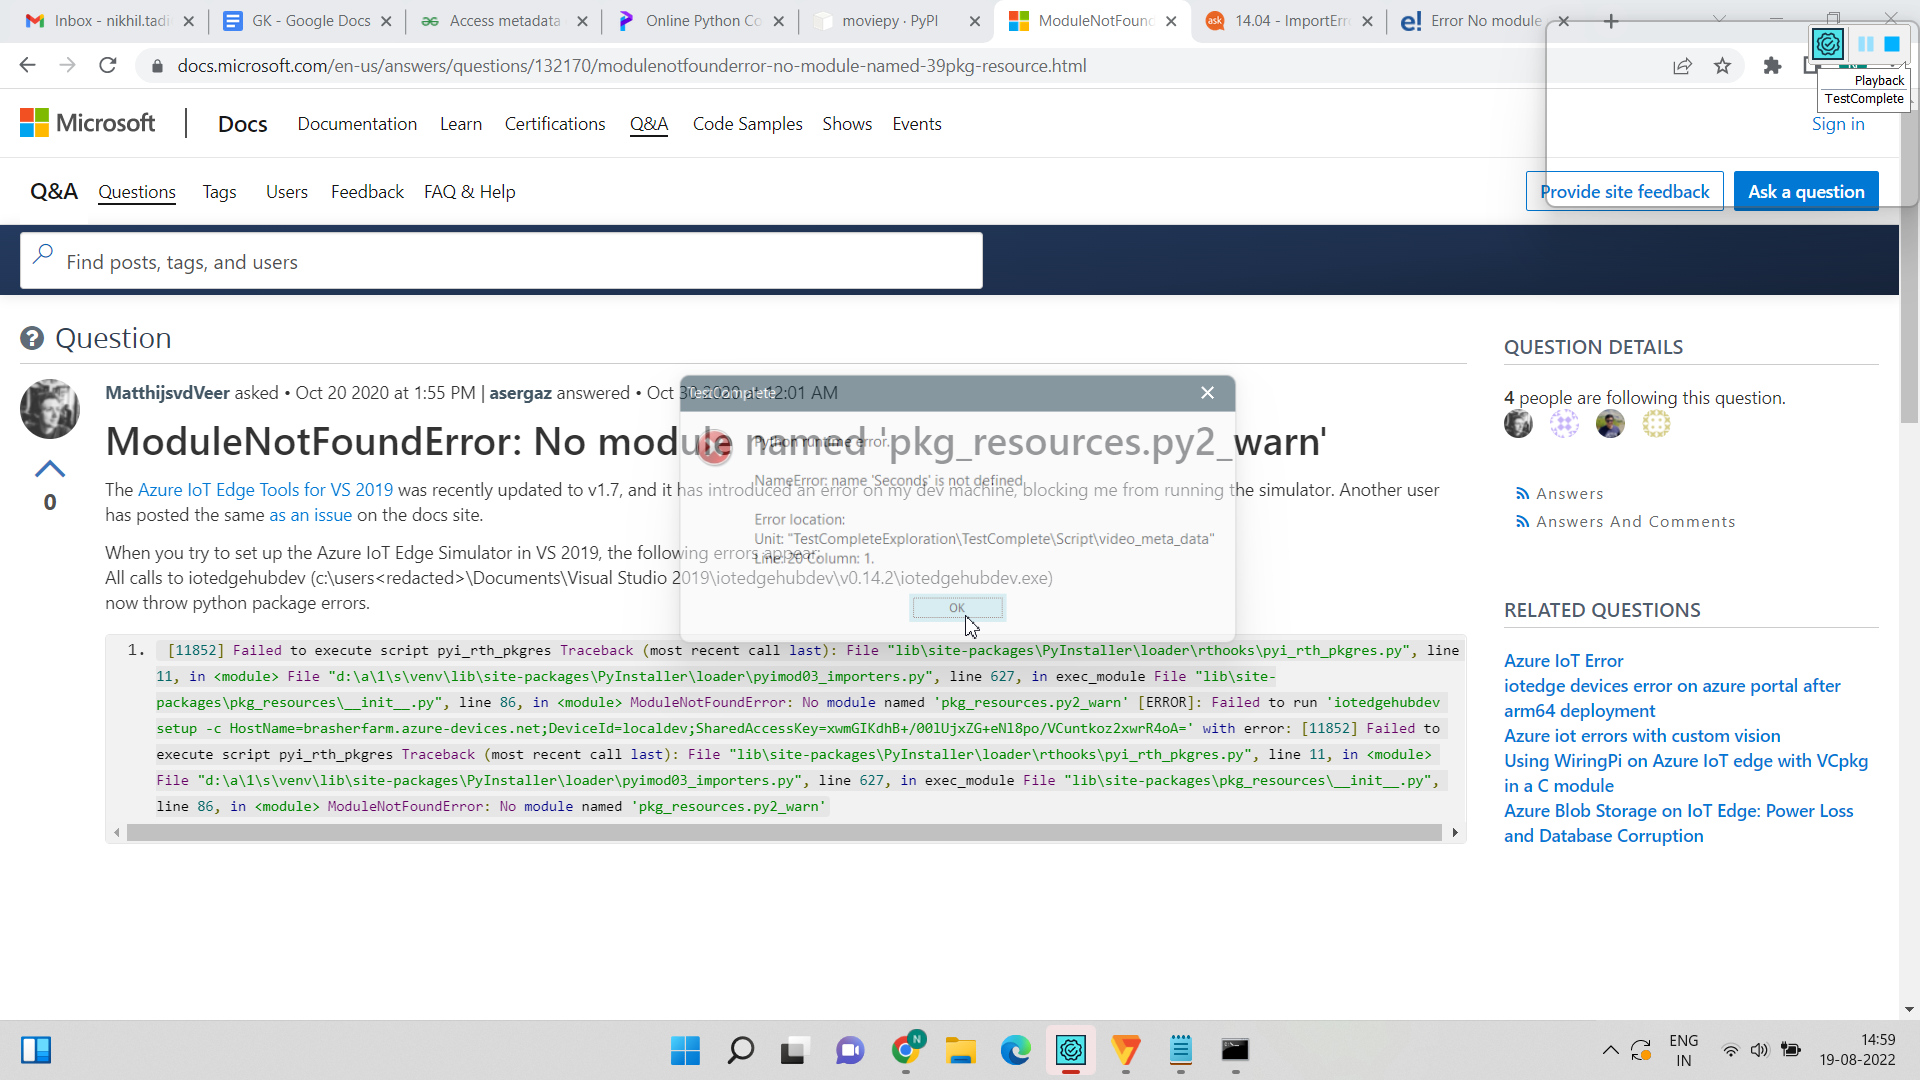 Inbox - nikhil.tadi
GK - Google Docs
Access metadata
Online Python Co
moviepy · PyPI
ModuleNotFound
14.04 - ImportErr
Error No module
docs.microsoft.com/en-us/answers/questions/132170/modulenotfounderror-no-module-named-39pkg-resource.html
Playback
TestComplete
Microsoft
Docs
Documentation
Learn
Certifications
Q&A
Code Samples
Shows
Events
Sign in
Q&A
Questions
Tags
Users
Feedback
FAQ & Help
Provide site feedback
Ask a question
Find posts, tags, and users
Question
MatthijsvdVeer asked • Oct 20 2020 at 1:55 PM | asergaz answered • Oct 30 2020 at 12:01 AM
ModuleNotFoundError: No module named 'pkg_resources.py2_warn'
0
The Azure IoT Edge Tools for VS 2019 was recently updated to v1.7, and it has introduced an error on my dev machine, blocking me from running the simulator. Another user
has posted the same as an issue on the docs site.
When you try to set up the Azure IoT Edge Simulator in VS 2019, the following errors appear:
All calls to iotedgehubdev (c:\users<redacted>\Documents\Visual Studio 2019\iotedgehubdev\v0.14.2\iotedgehubdev.exe)
now throw python package errors.
TestComplete
Python runtime error.
NameError: name 'Seconds' is not defined
Error location:
Unit: "TestCompleteExploration\TestComplete\Script\video_meta_data"
Line: 20 Column: 1.
OK
1. [11852] Failed to execute script pyi_rth_pkgres Traceback (most recent call last): File "lib\site-packages\PyInstaller\loader\rthooks\pyi_rth_pkgres.py", line
11, in <module> File "d:\a\1\s\venv\lib\site-packages\PyInstaller\loader\pyimod03_importers.py", line 627, in exec_module File "lib\site-
packages\pkg_resources\__init__.py", line 86, in <module> ModuleNotFoundError: No module named 'pkg_resources.py2_warn' [ERROR]: Failed to run 'iotedgehubdev
setup -c HostName=brasherfarm.azure-devices.net;DeviceId=localdev;SharedAccessKey=xwmGIKdhB+/00lUjxZG+eNl8po/VCuntkoz2xwrR4oA=' with error: [11852] Failed to
execute script pyi_rth_pkgres Traceback (most recent call last): File "lib\site-packages\PyInstaller\loader\rthooks\pyi_rth_pkgres.py", line 11, in <module>
File "d:\a\1\s\venv\lib\site-packages\PyInstaller\loader\pyimod03_importers.py", line 627, in exec_module File "lib\site-packages\pkg_resources\__init__.py",
line 86, in <module> ModuleNotFoundError: No module named 'pkg_resources.py2_warn'
QUESTION DETAILS
4 people are following this question.
Answers
Answers And Comments
RELATED QUESTIONS
Azure IoT Error
iotedge devices error on azure portal after
arm64 deployment
Azure iot errors with custom vision
Using WiringPi on Azure IoT edge with VCpkg
in a C module
Azure Blob Storage on IoT Edge: Power Loss
and Database Corruption
ENG
IN
14:59
19-08-2022